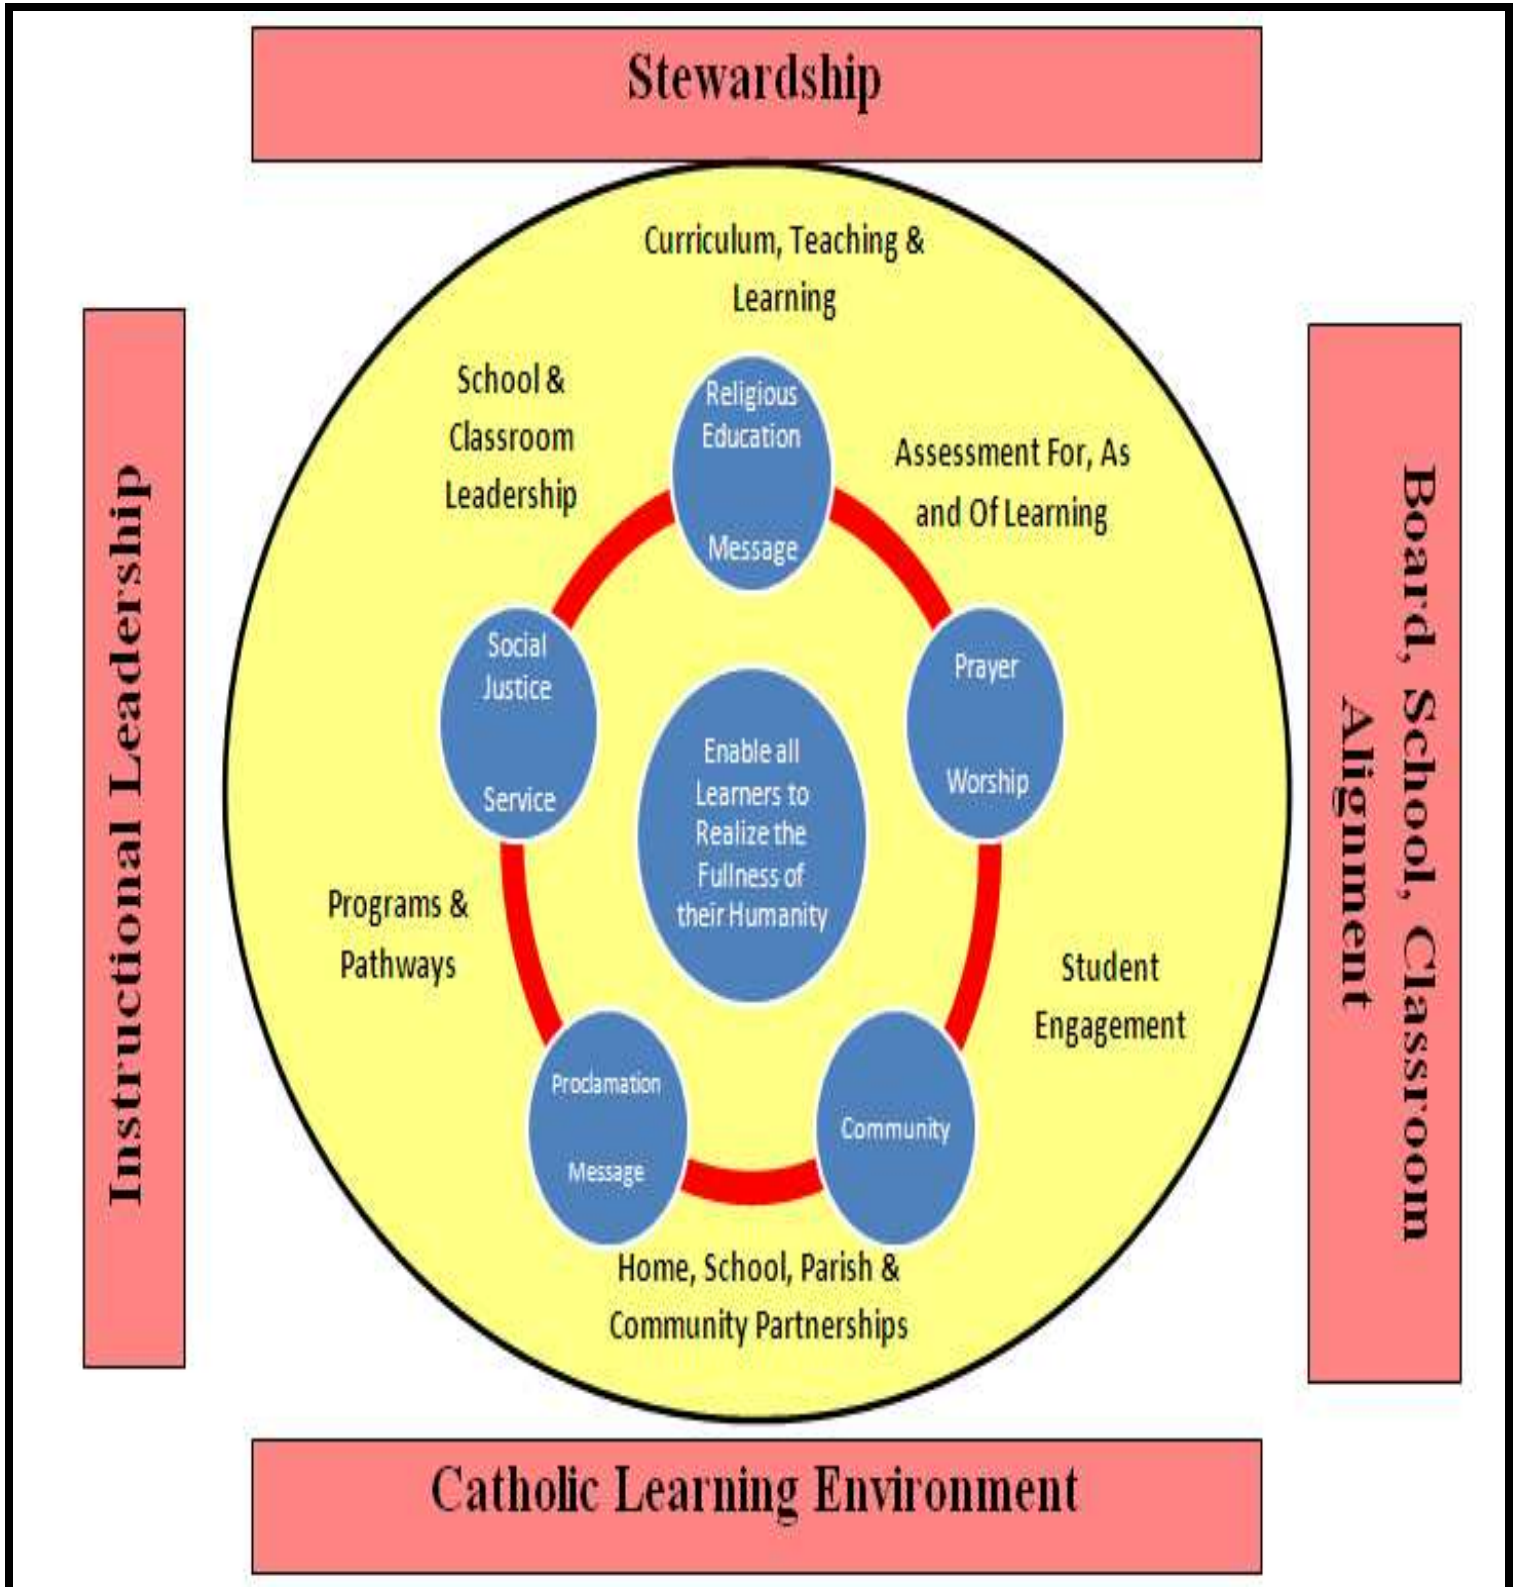 Stewardship
Curriculum, Teaching &
Learning
School &
Classroom
Leadership
Religious
Education
Message
Assessment For, As
and Of Learning
Instructional Leadership
Board, School, Classroom
Alignment
Social
Justice
Service
Prayer
Worship
Enable all
Learners to
Realize the
Fullness of
their Humanity
Programs &
Pathways
Student
Engagement
Proclamation
Message
Community
Home, School, Parish &
Community Partnerships
Catholic Learning Environment